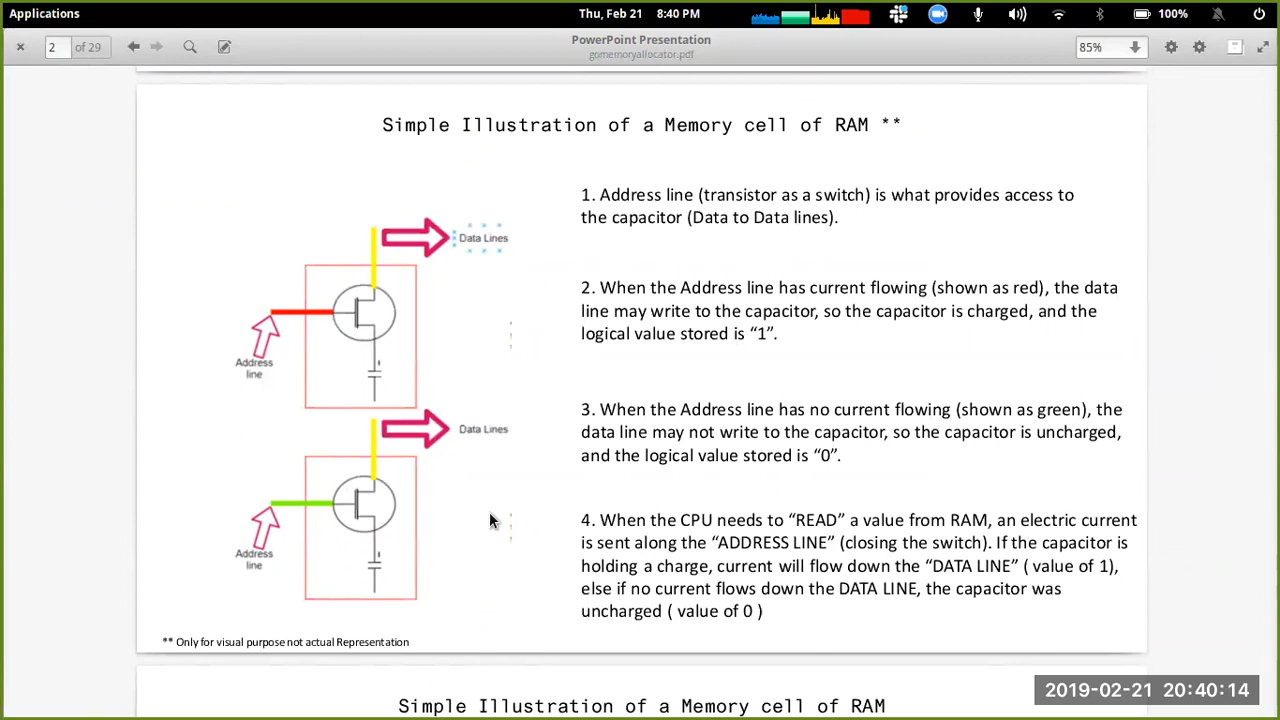 Applications
Thu, Feb 21 8:40 PM
100%
2 of 29
PowerPoint Presentation
gomemoryallocator.pdf
85%
Simple Illustration of a Memory cell of RAM **
Data Lines
Address
line
Data Lines
Address
line
1. Address line (transistor as a switch) is what provides access to
the capacitor (Data to Data lines).
2. When the Address line has current flowing (shown as red), the data
line may write to the capacitor, so the capacitor is charged, and the
logical value stored is “1”.
3. When the Address line has no current flowing (shown as green), the
data line may not write to the capacitor, so the capacitor is uncharged,
and the logical value stored is “0”.
4. When the CPU needs to “READ” a value from RAM, an electric current
is sent along the “ADDRESS LINE” (closing the switch). If the capacitor is
holding a charge, current will flow down the “DATA LINE” ( value of 1),
else if no current flows down the DATA LINE, the capacitor was
uncharged ( value of 0 )
** Only for visual purpose not actual Representation
Simple Illustration of a Memory cell of RAM
2019-02-21 20:40:14